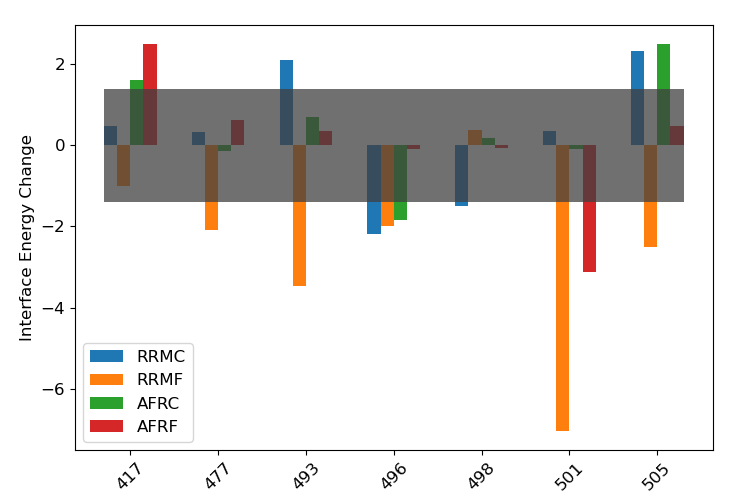 Interface Energy Change
2
0
−2
−4
−6
RRMC
RRMF
AFRC
AFRF
417
477
493
496
498
501
505